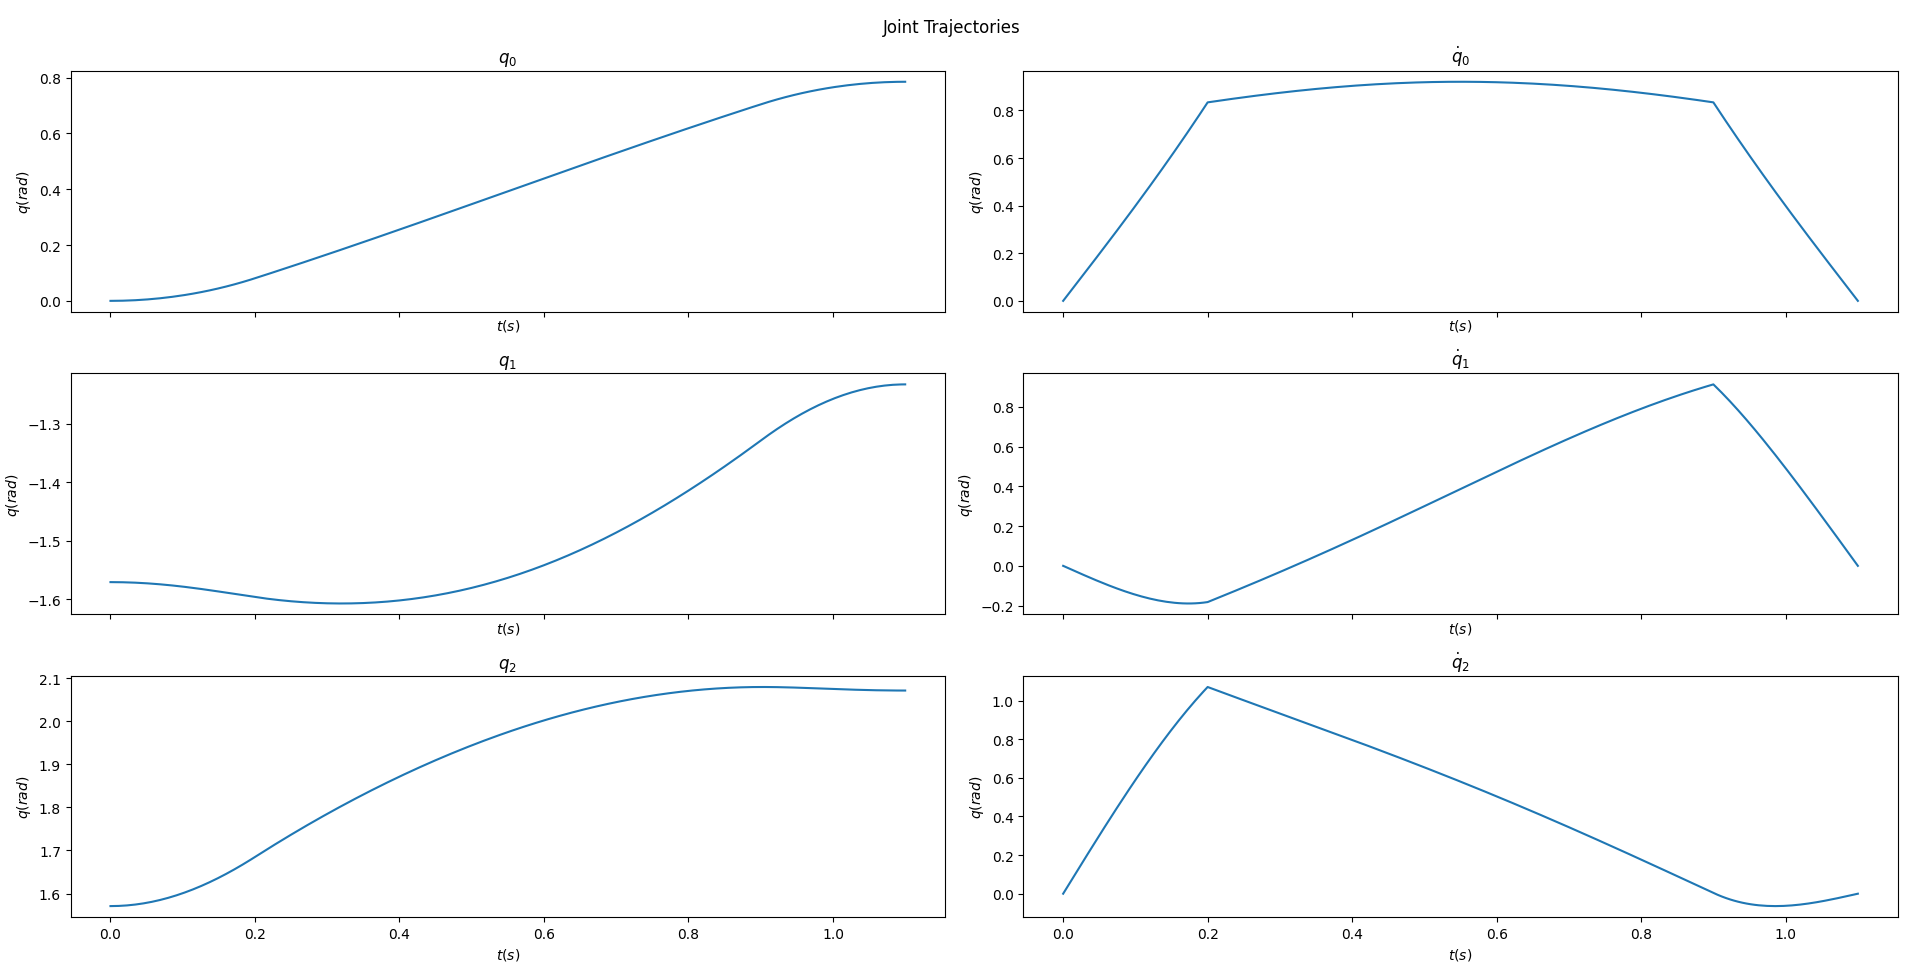 Joint Trajectories
q₀
q(rad)
0.8
0.6
0.4
0.2
0.0
t(s)
q̇₀
q(rad)
0.8
0.6
0.4
0.2
0.0
t(s)
q₁
q(rad)
−1.3
−1.4
−1.5
−1.6
t(s)
q̇₁
q(rad)
0.8
0.6
0.4
0.2
0.0
−0.2
t(s)
q₂
q(rad)
2.1
2.0
1.9
1.8
1.7
1.6
0.0 0.2 0.4 0.6 0.8 1.0
t(s)
q̇₂
q(rad)
1.0
0.8
0.6
0.4
0.2
0.0
0.0 0.2 0.4 0.6 0.8 1.0
t(s)